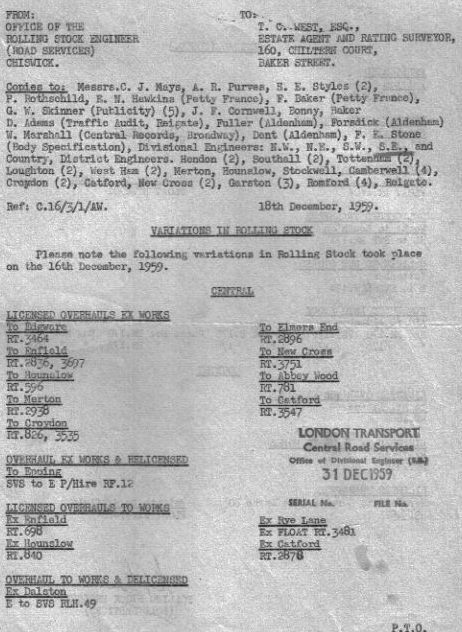 FROM: TO:
OFFICE OF THE T. C. WEST, ESQ.,
ROLLING STOCK ENGINEER ESTATE AGENT AND RATING SURVEYOR,
(ROAD SERVICES) 160, CHILTERN COURT,
CHISWICK. BAKER STREET.
Copies to: Messrs. C. J. Mays, A. R. Purves, S. E. Styles (2),
P. Rothschild, E. N. Hawkins (Petty France), F. Baker (Petty France),
G. W. Skinner (Publicity) (5), J. F. Cornwell, Bonny, Baker
D. Adams (Traffic Audit, Reigate), Fuller (Aldenham), Forsdick (Aldenham)
W. Marshall (Central Records, Broadway), Dent (Aldenham), F. E. Stone
(Body Specification), Divisional Engineers: N.W., N.E., S.W., S.E., and
Country, District Engineers. Hendon (2), Southall (2), Tottenham (2),
Loughton (2), West Ham (2), Merton, Hounslow, Stockwell, Camberwell (4),
Croydon (2), Catford, New Cross (2), Garston (3), Romford (4), Reigate.
Ref: C.16/3/1/AW. 18th December, 1959.
VARIATIONS IN ROLLING STOCK
Please note the following variations in Rolling Stock took place
on the 16th December, 1959.
CENTRAL
LICENSED OVERHAULS EX WORKS
To Edgware To Elmers End
RT.3464 RT.2896
To Enfield To New Cross
RT.2836, 3697 RT.3751
To Hounslow To Abbey Wood
RT.596 RT.781
To Merton To Catford
RT.2938 RT.3547
To Croydon
RT.826, 3535
LONDON TRANSPORT
Central Road Services
Office of Divisional Engineer (S.E.)
31 DEC 1959
SERIAL No. FILE No.
OVERHAUL EX WORKS & RELICENSED
To Epping
SVS to E P/Hire RF.12
LICENSED OVERHAULS TO WORKS
Ex Enfield Ex Rye Lane
RT.698 Ex FLOAT RT.3481
Ex Hounslow Ex Catford
RT.840 RT.2878
OVERHAUL TO WORKS & DELICENSED
Ex Dalston
E to SVS RLH.49
P.T.O.